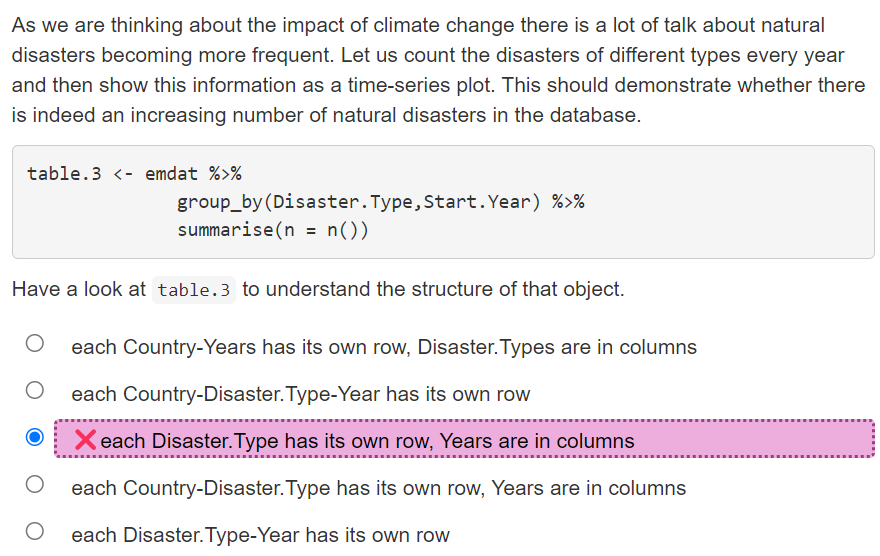 As we are thinking about the impact of climate change there is a lot of talk about natural
disasters becoming more frequent. Let us count the disasters of different types every year
and then show this information as a time-series plot. This should demonstrate whether there
is indeed an increasing number of natural disasters in the database.
table.3 <- emdat %>%
group_by(Disaster.Type,Start.Year) %>%
summarise(n = n())
Have a look at table.3 to understand the structure of that object.
each Country-Years has its own row, Disaster.Types are in columns
each Country-Disaster.Type-Year has its own row
❌ each Disaster.Type has its own row, Years are in columns
each Country-Disaster.Type has its own row, Years are in columns
each Disaster.Type-Year has its own row